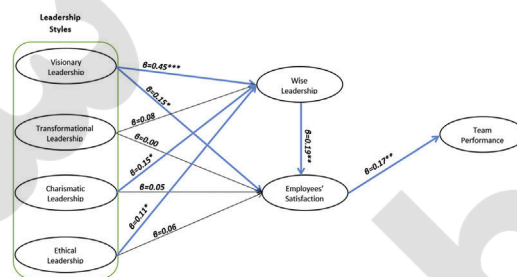 Leadership
Styles
Visionary
Leadership
Transformational
Leadership
Charismatic
Leadership
Ethical
Leadership
β=0.45***
β=0.15*
β=0.08
β=0.00
β=0.15*
β=0.05
β=0.11*
β=0.06
Wise
Leadership
β=0.19**
Employees'
Satisfaction
β=0.17**
Team
Performance